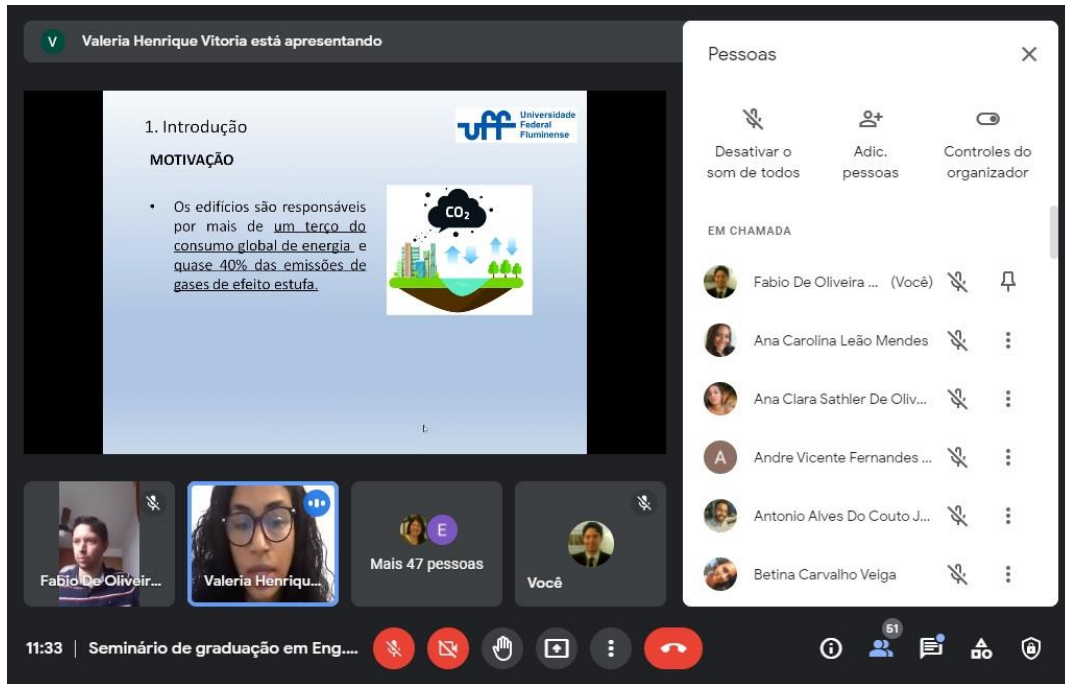 V
Valeria Henrique Vitoria está apresentando
1. Introdução
uff
Universidade
Federal
Fluminense
MOTIVAÇÃO
• Os edifícios são responsáveis
por mais de um terço do
consumo global de energia e
quase 40% das emissões de
gases de efeito estufa.
CO₂
Fabio De Oliveir...
Valeria Henriqu...
E
Mais 47 pessoas
Você
Pessoas
Desativar o
som de todos
Adic.
pessoas
Controles do
organizador
EM CHAMADA
Fabio De Oliveira ... (Você)
Ana Carolina Leão Mendes
Ana Clara Sathler De Oliv...
A
Andre Vicente Fernandes ...
Antonio Alves Do Couto J...
Betina Carvalho Veiga
11:33 | Seminário de graduação em Eng....
51